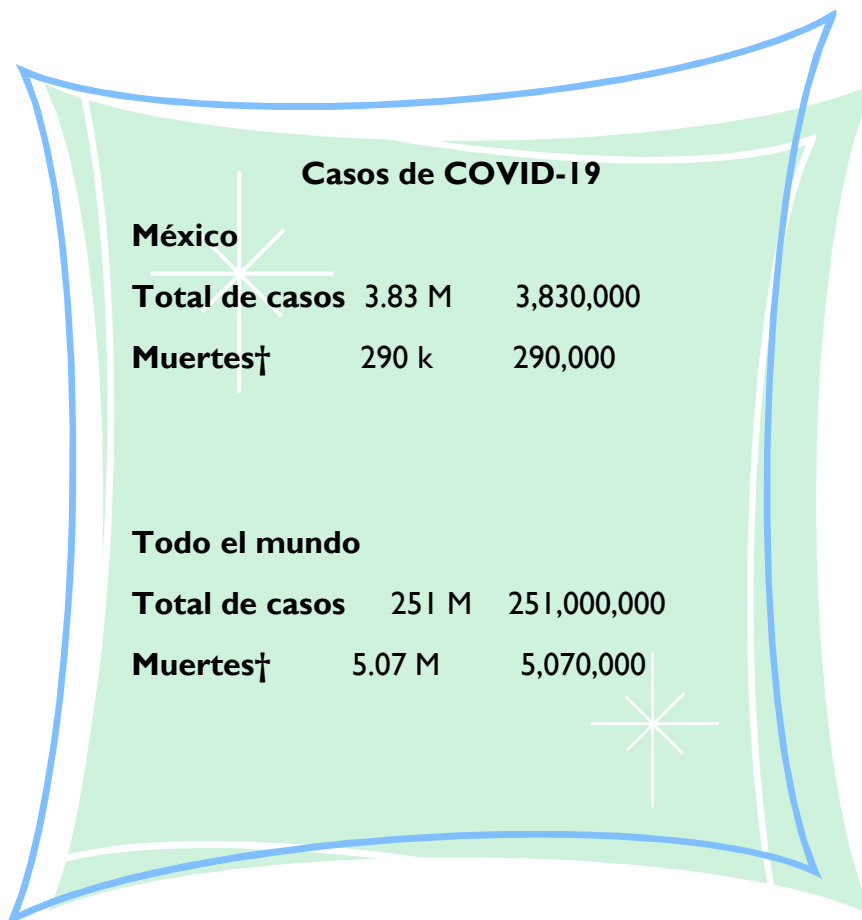 Casos de COVID-19
México
Total de casos 3.83 M 3,830,000
Muertes† 290 k 290,000
Todo el mundo
Total de casos 251 M 251,000,000
Muertes† 5.07 M 5,070,000